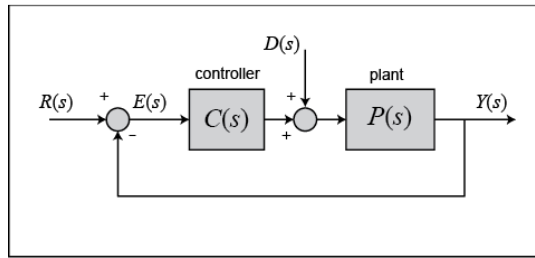 D(s)
controller
plant
R(s)
+
E(s)
C(s)
+
+
P(s)
Y(s)
−